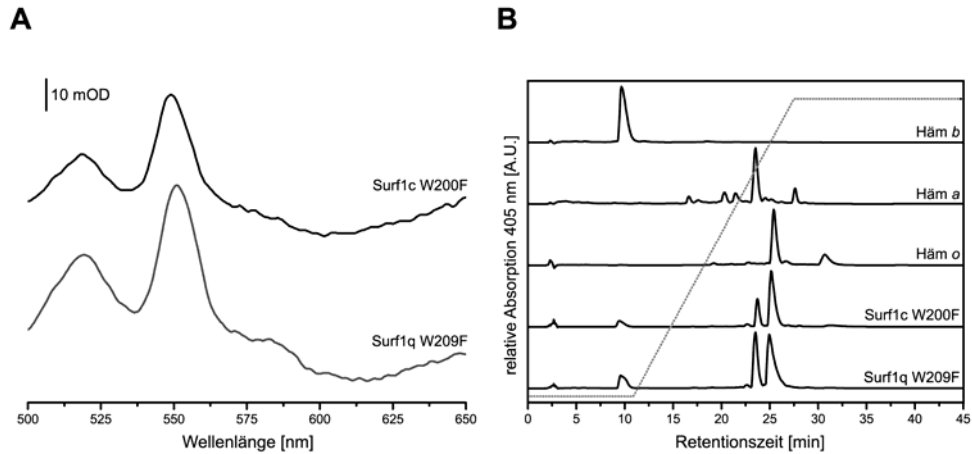 A
10 mOD
Surf1c W200F
Surf1q W209F
500 525 550 575 600 625 650
Wellenlänge [nm]
B
relative Absorption 405 nm [A.U.]
Häm b
Häm a
Häm o
Surf1c W200F
Surf1q W209F
0 5 10 15 20 25 30 35 40 45
Retentionszeit [min]